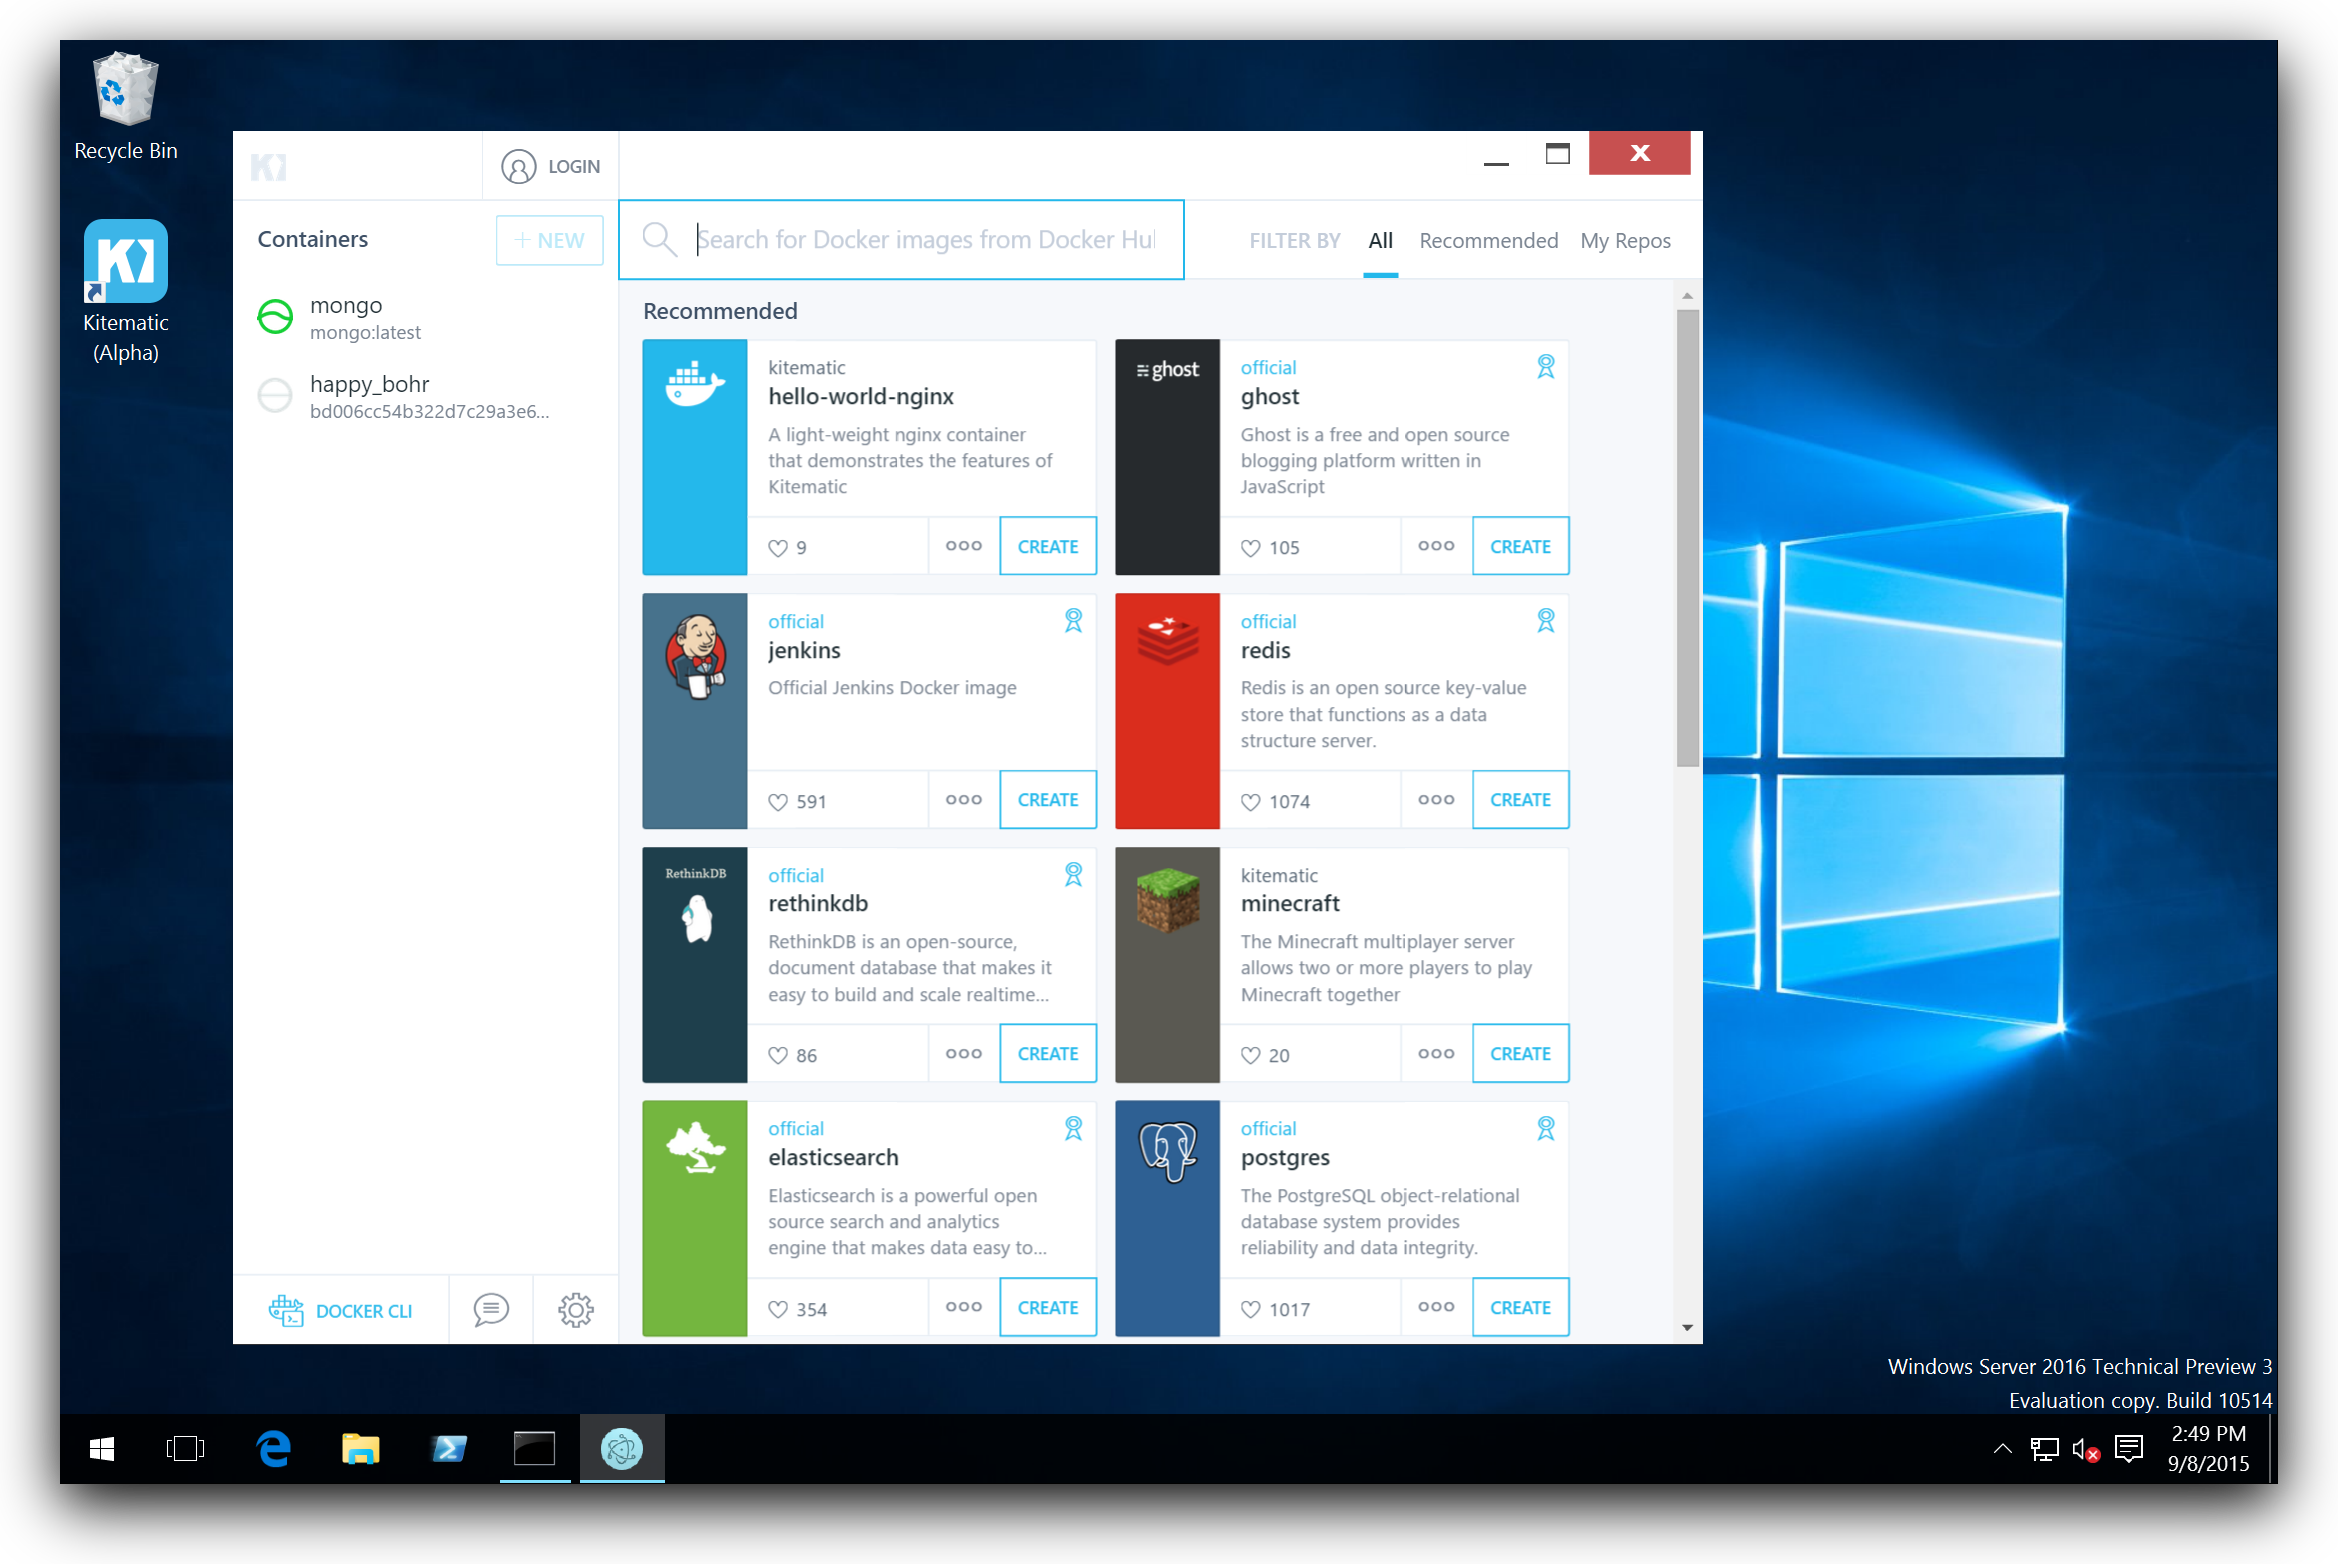 Recycle Bin
Kitematic
(Alpha)
LOGIN
Containers
+ NEW
mongo
mongo:latest
happy_bohr
bd006cc54b322d7c29a3e6...
DOCKER CLI
Search for Docker images from Docker Hu
FILTER BY All Recommended My Repos
Recommended
kitematic
hello-world-nginx
A light-weight nginx container
that demonstrates the features of
Kitematic
9
CREATE
ghost
official
ghost
Ghost is a free and open source
blogging platform written in
JavaScript
105
CREATE
official
jenkins
Official Jenkins Docker image
591
CREATE
official
redis
Redis is an open source key-value
store that functions as a data
structure server.
1074
CREATE
RethinkDB
official
rethinkdb
RethinkDB is an open-source,
document database that makes it
easy to build and scale realtime...
86
CREATE
kitematic
minecraft
The Minecraft multiplayer server
allows two or more players to play
Minecraft together
20
CREATE
official
elasticsearch
Elasticsearch is a powerful open
source search and analytics
engine that makes data easy to...
354
CREATE
official
postgres
The PostgreSQL object-relational
database system provides
reliability and data integrity.
1017
CREATE
Windows Server 2016 Technical Preview 3
Evaluation copy. Build 10514
2:49 PM
9/8/2015